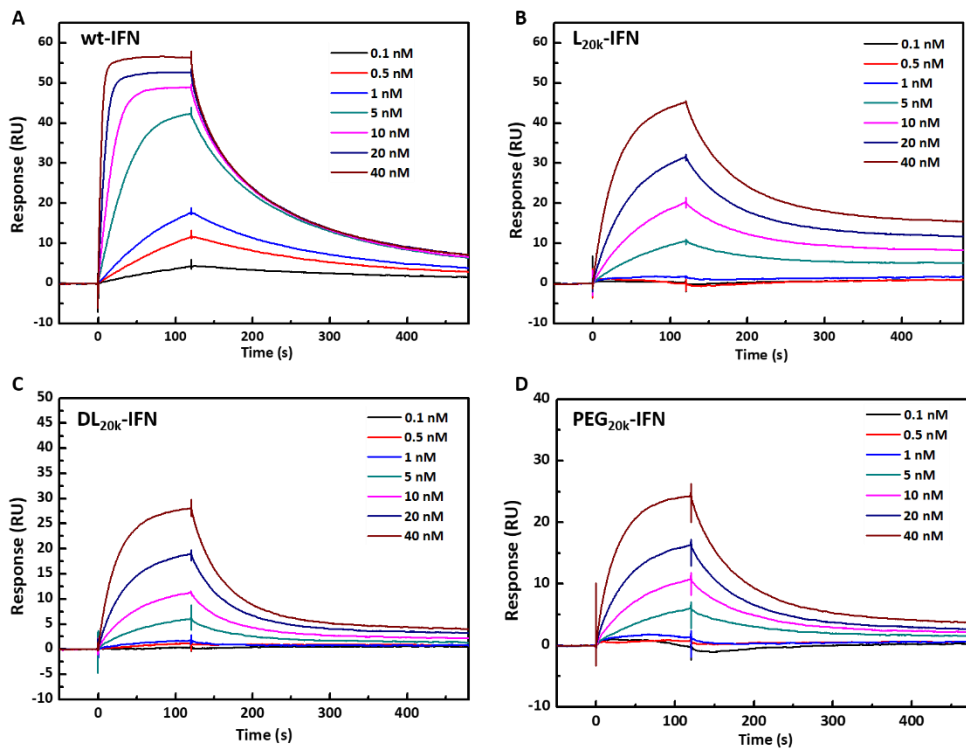 A
wt-IFN
Response (RU)
60
50
40
30
20
10
0
-10
0.1 nM
0.5 nM
1 nM
5 nM
10 nM
20 nM
40 nM
0 100 200 300 400
Time (s)
B
L20k-IFN
Response (RU)
60
50
40
30
20
10
0
-10
0.1 nM
0.5 nM
1 nM
5 nM
10 nM
20 nM
40 nM
0 100 200 300 400
Time (s)
C
DL20k-IFN
Response (RU)
50
45
40
35
30
25
20
15
10
5
0
-5
-10
0.1 nM
0.5 nM
1 nM
5 nM
10 nM
20 nM
40 nM
0 100 200 300 400
Time (s)
D
PEG20k-IFN
Response (RU)
40
30
20
10
0
-10
0.1 nM
0.5 nM
1 nM
5 nM
10 nM
20 nM
40 nM
0 100 200 300 400
Time (s)